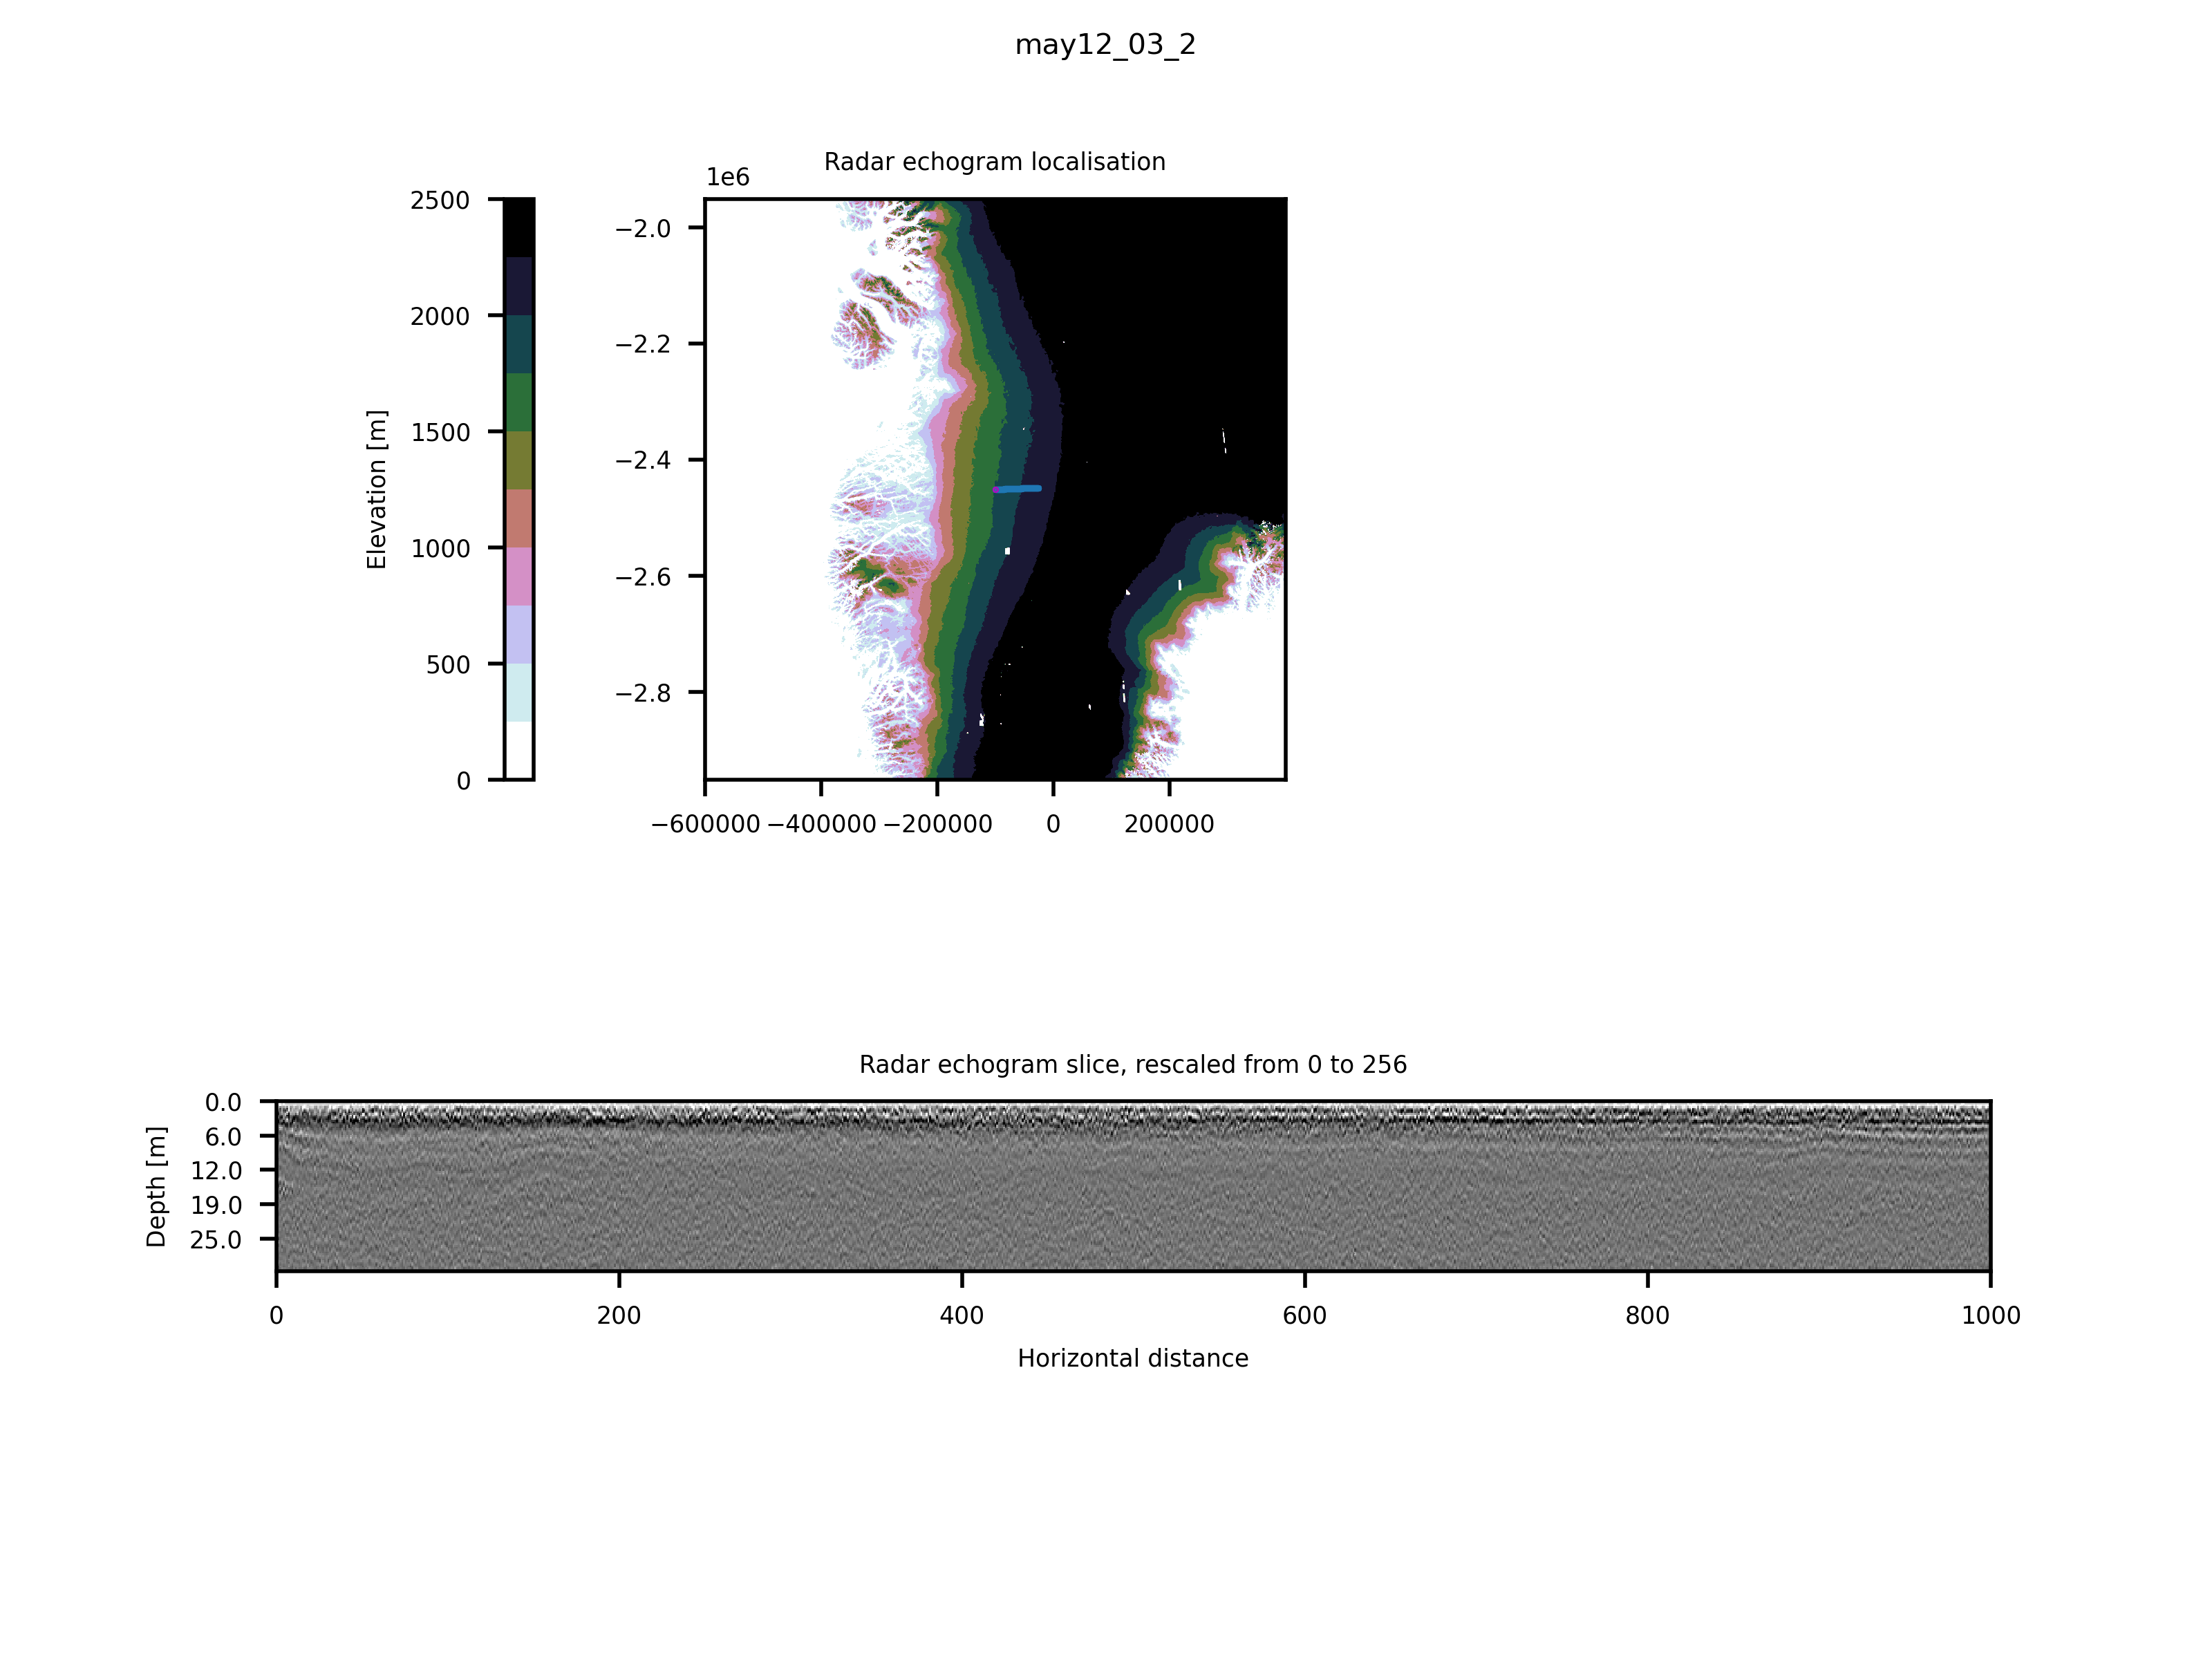 may12_03_2
Radar echogram localisation
1e6
2500
2000
1500
1000
500
0
Elevation [m]
−2.0
−2.2
−2.4
−2.6
−2.8
−600000 −400000 −200000 0 200000
Radar echogram slice, rescaled from 0 to 256
0.0
6.0
12.0
19.0
25.0
Depth [m]
0 200 400 600 800 1000
Horizontal distance